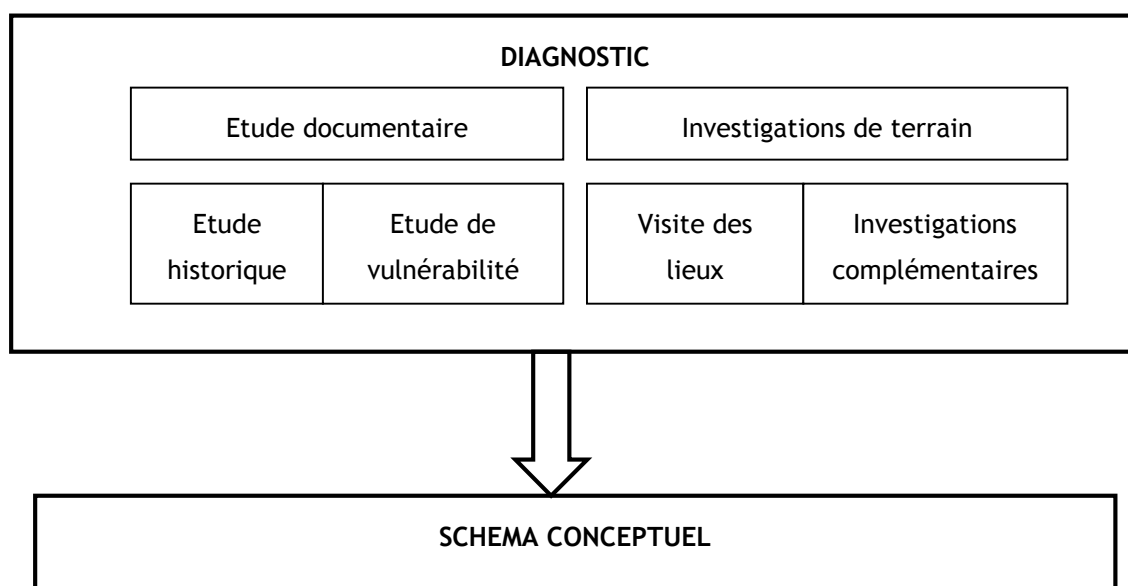 DIAGNOSTIC
Etude documentaire
Investigations de terrain
Etude
historique
Etude de
vulnérabilité
Visite des
lieux
Investigations
complémentaires
SCHEMA CONCEPTUEL